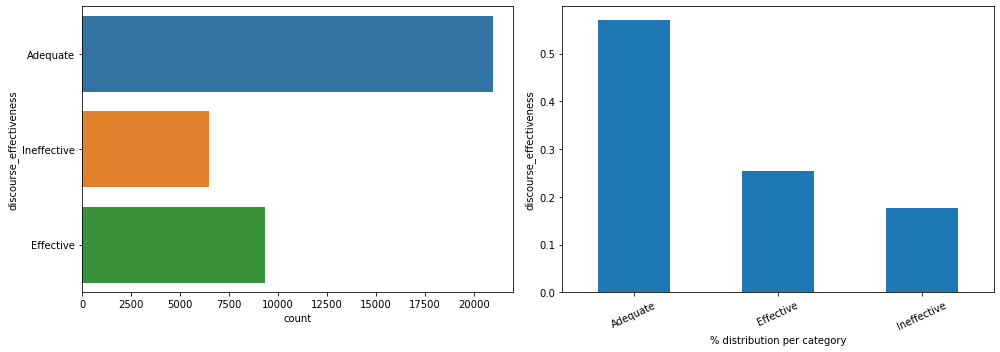 discourse_effectiveness
Adequate
Ineffective
Effective
0 2500 5000 7500 10000 12500 15000 17500 20000
count
discourse_effectiveness
0.5
0.4
0.3
0.2
0.1
0.0
Adequate Effective Ineffective
% distribution per category